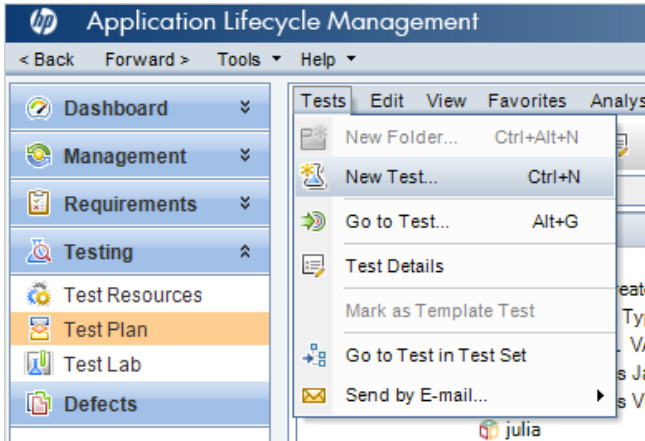 hp Application Lifecycle Management
< Back Forward > Tools Help
Dashboard
Management
Requirements
Testing
Test Resources
Test Plan
Test Lab
Defects
Tests Edit View Favorites Analys
New Folder... Ctrl+Alt+N
New Test... Ctrl+N
Go to Test... Alt+G
Test Details
Mark as Template Test
Go to Test in Test Set
Send by E-mail...
julia